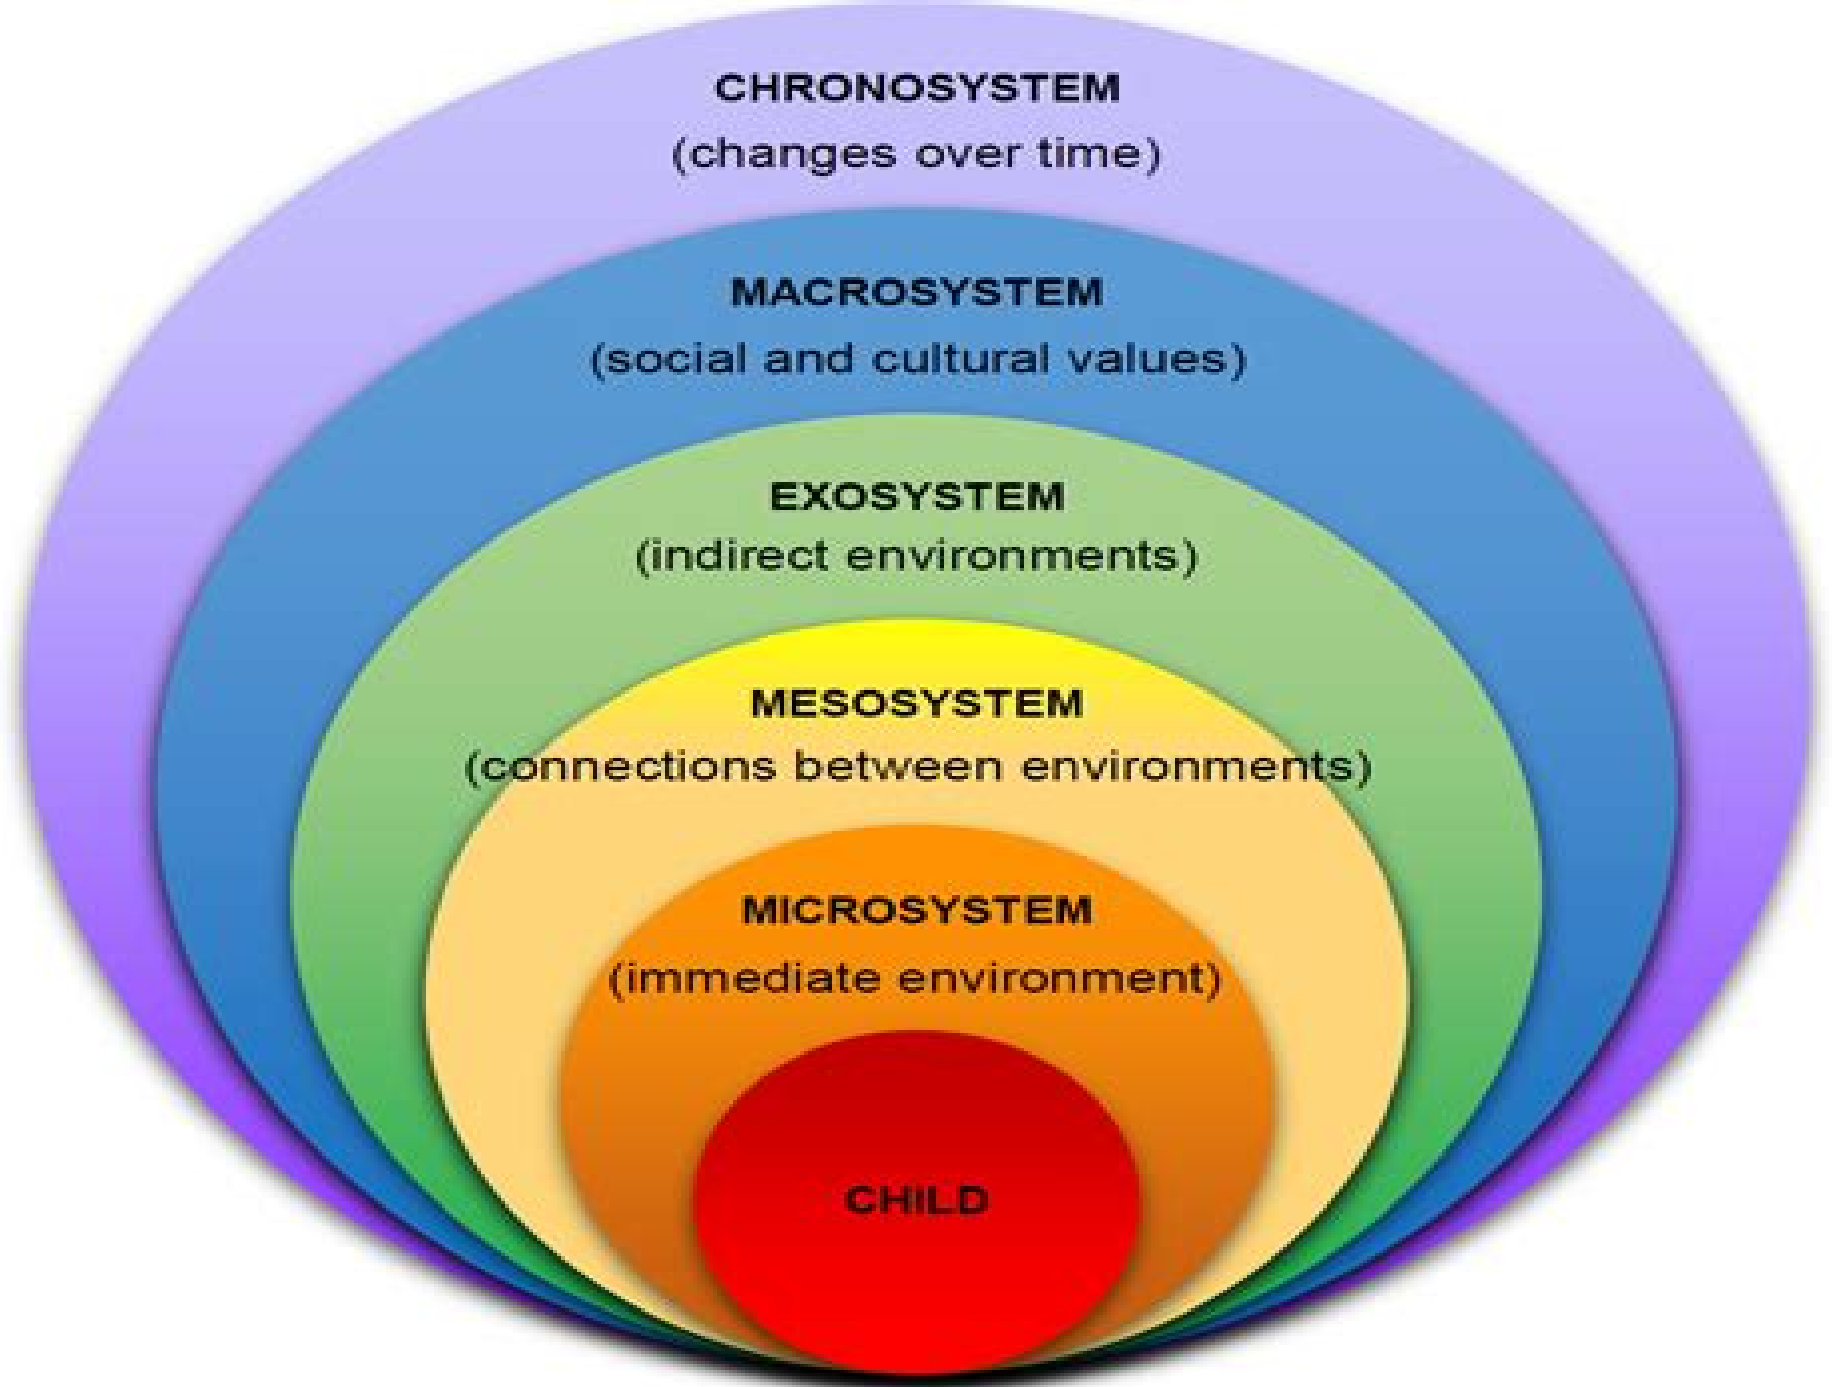 CHRONOSYSTEM
(changes over time)
MACROSYSTEM
(social and cultural values)
EXOSYSTEM
(indirect environments)
MESOSYSTEM
(connections between environments)
MICROSYSTEM
(immediate environment)
CHILD